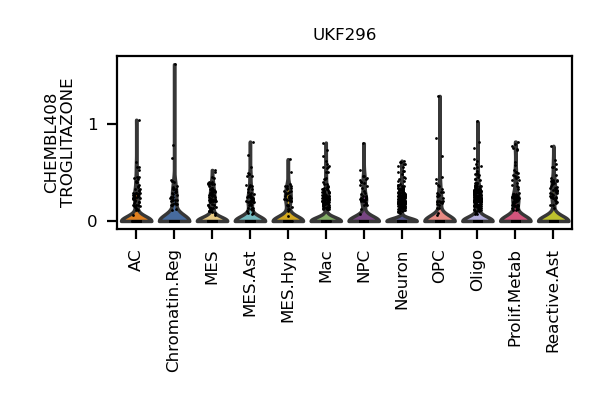 UKF296
CHEMBL408
TROGLITAZONE
1
0
AC
Chromatin.Reg
MES
MES.Ast
MES.Hyp
Mac
NPC
Neuron
OPC
Oligo
Prolif.Metab
Reactive.Ast